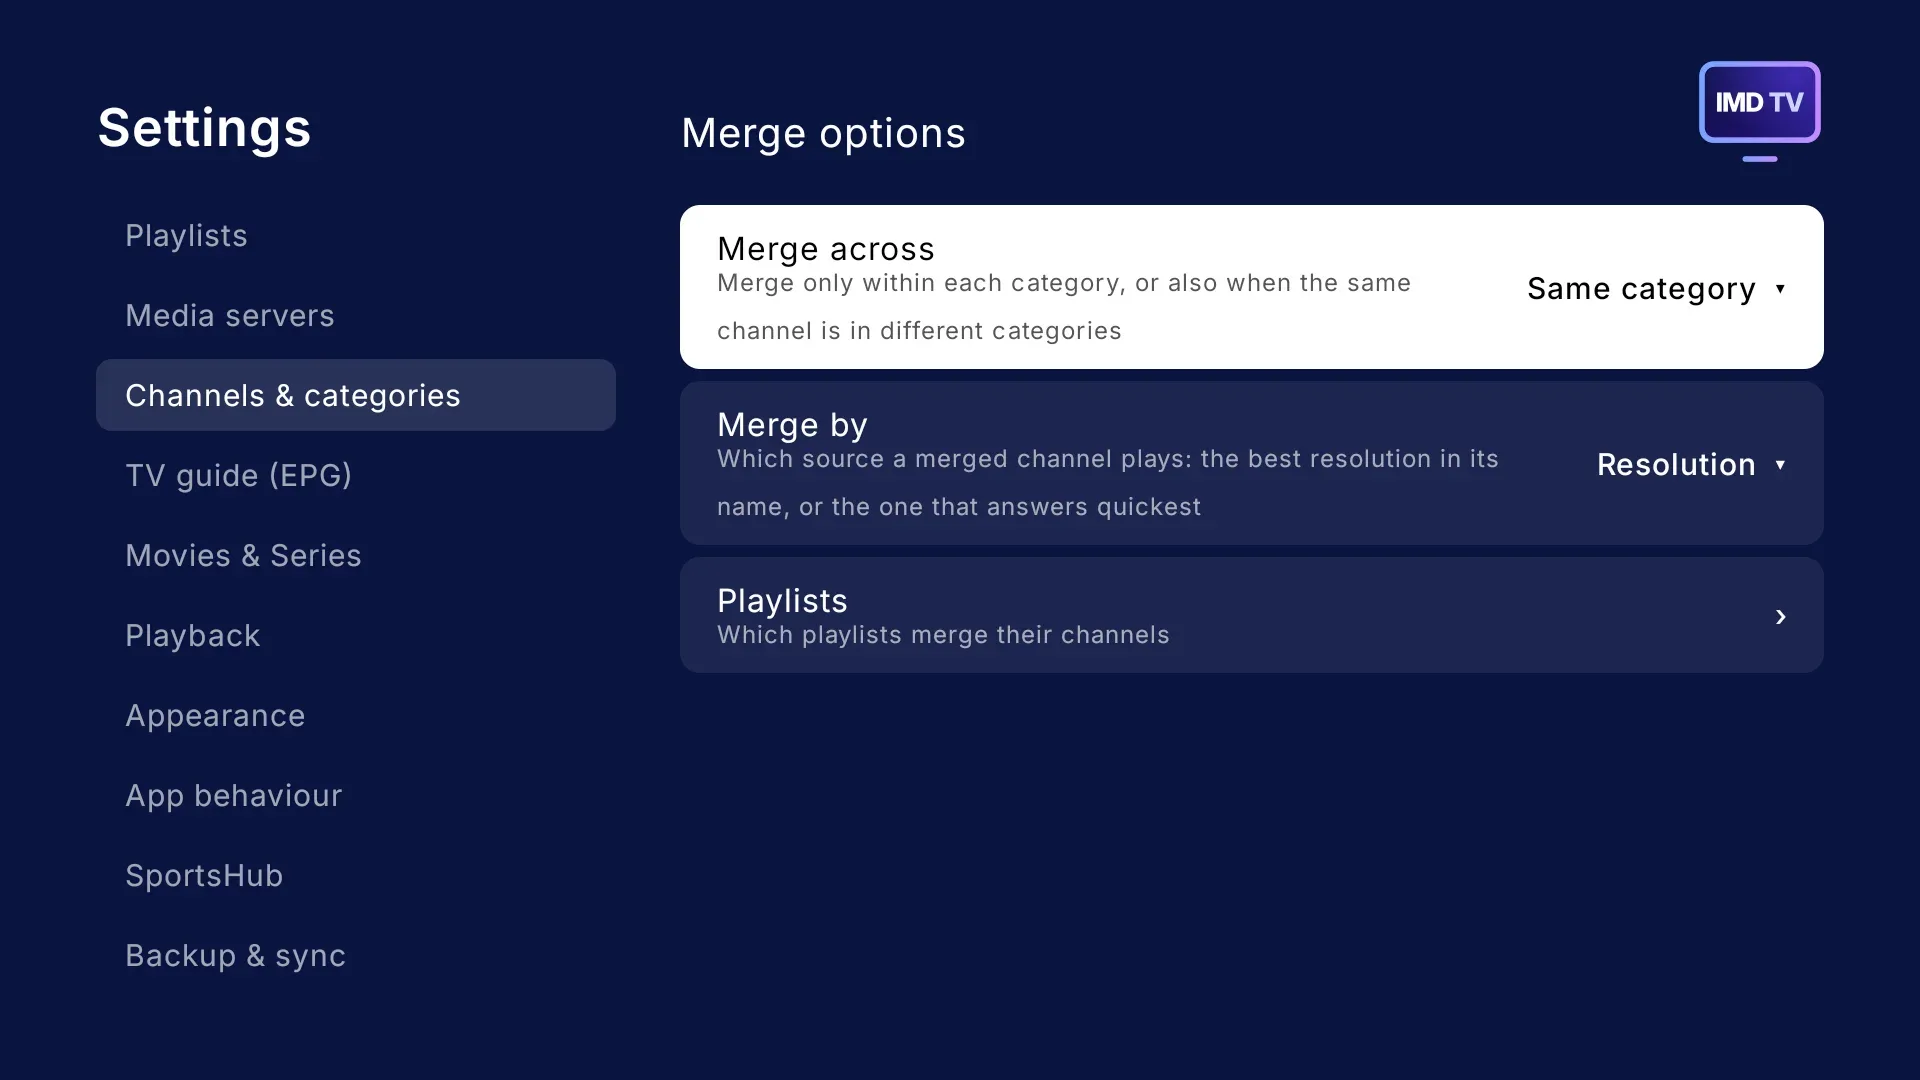 IMD TV
Settings
Playlists
Media servers
Channels & categories
TV guide (EPG)
Movies & Series
Playback
Appearance
App behaviour
SportsHub
Backup & sync
Merge options
Merge across
Merge only within each category, or also when the same
channel is in different categories
Same category
Merge by
Which source a merged channel plays: the best resolution in its
name, or the one that answers quickest
Resolution
Playlists
Which playlists merge their channels